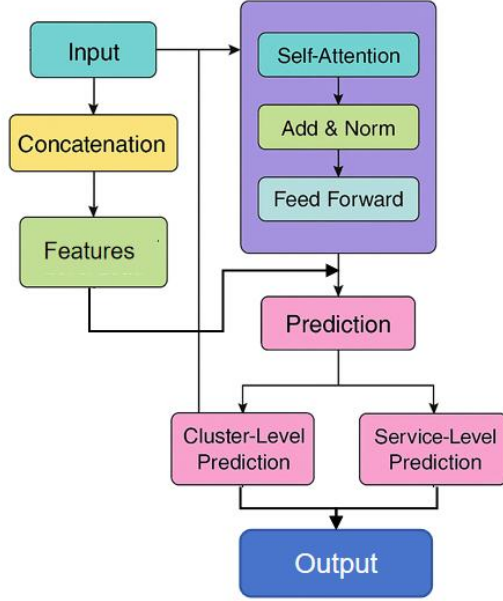 Input
Concatenation
Features
Self-Attention
Add & Norm
Feed Forward
Prediction
Cluster-Level
Prediction
Service-Level
Prediction
Output